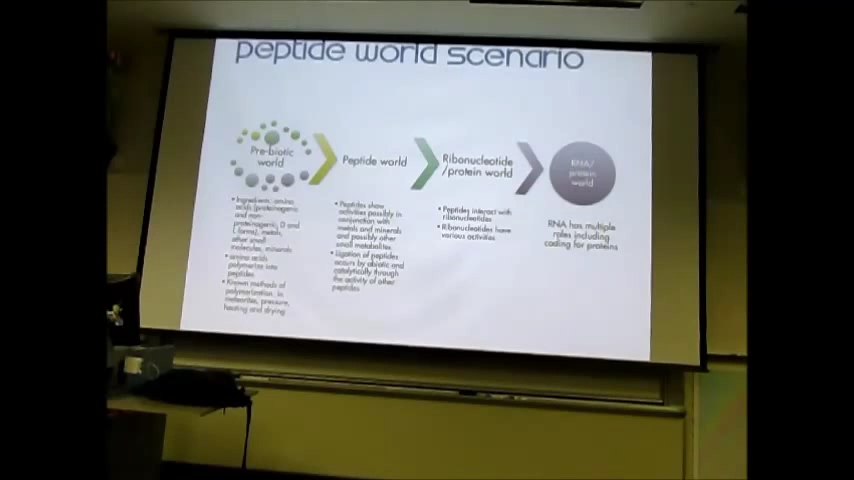 peptide world scenario
Pre-biotic
world
Peptide world
Ribonucleotide
/protein world
RNA/
protein
world
• Ingredients: amino
acids (proteinogenic
and non-
proteinogenic; D and
L forms), metals,
other small
molecules, minerals
• amino acids
polymerize into
peptides
• Known methods of
polymerization: in
meteorites, pressure,
heating and drying
• Peptides show
activities possibly in
conjunction with
metals and minerals
and possibly other
small metabolites
• Ligation of peptides
occurs by abiotic and
catalytically through
the activity of other
peptides
• Peptides interact with
ribonucleotides
• Ribonucleotides have
various activities
RNA has multiple
roles including
coding for proteins